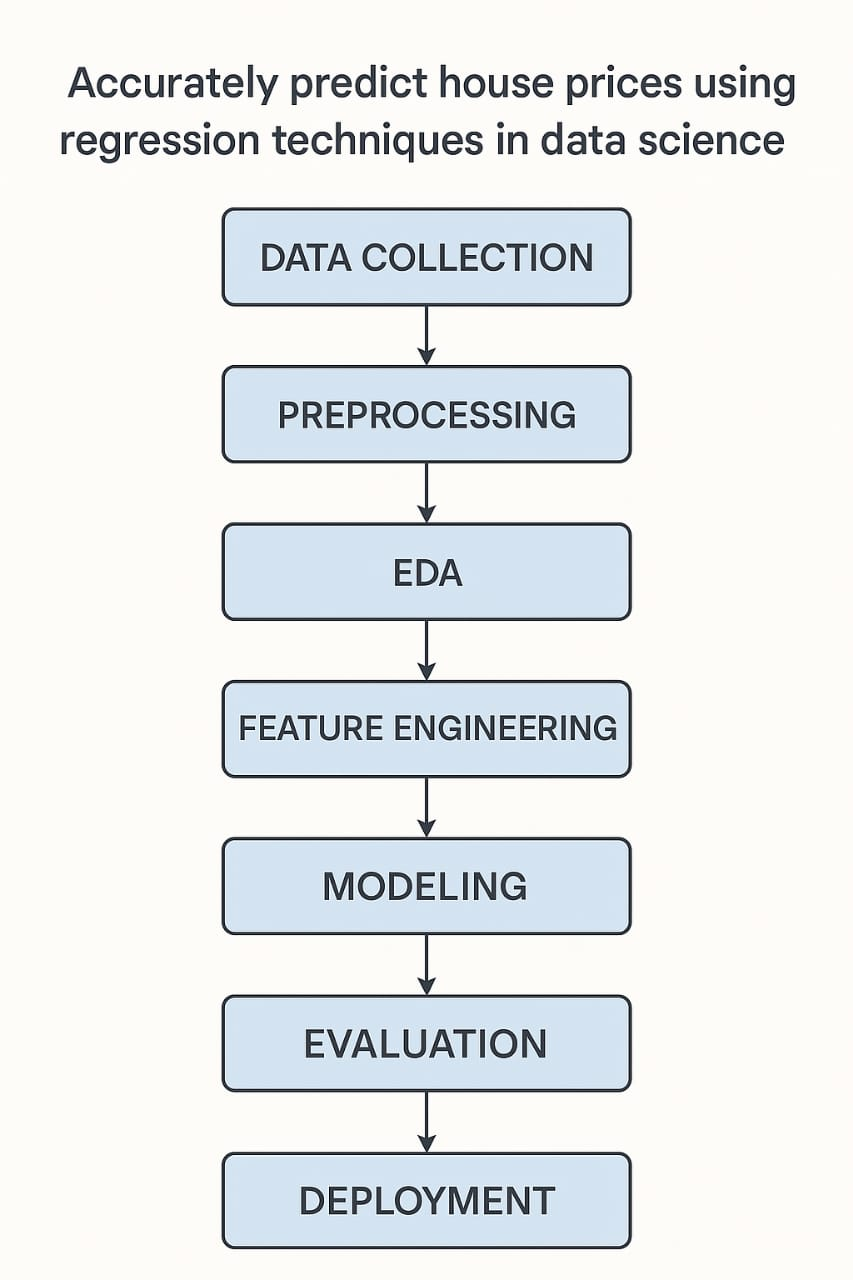 Accurately predict house prices using
regression techniques in data science
DATA COLLECTION
PREPROCESSING
EDA
FEATURE ENGINEERING
MODELING
EVALUATION
DEPLOYMENT